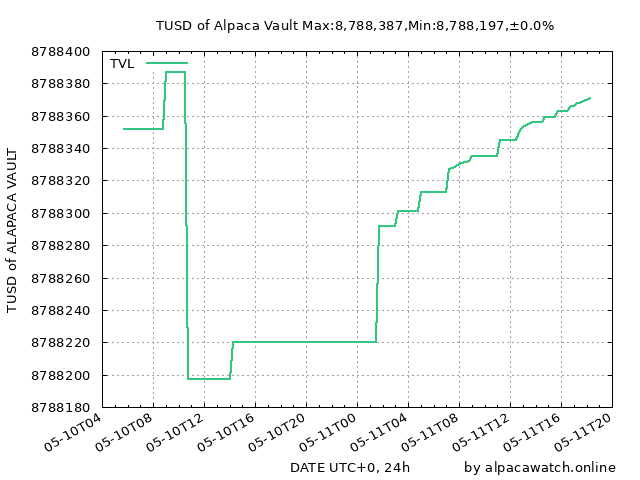 TUSD of Alpaca Vault Max:8,788,387,Min:8,788,197,±0.0%
TVL
8788400
8788380
8788360
8788340
8788320
8788300
8788280
8788260
8788240
8788220
8788200
8788180
TUSD of ALAPACA VAULT
05-10T04
05-10T08
05-10T12
05-10T16
05-10T20
05-11T00
05-11T04
05-11T08
05-11T12
05-11T16
05-11T20
DATE UTC+0, 24h
by alpacawatch.online